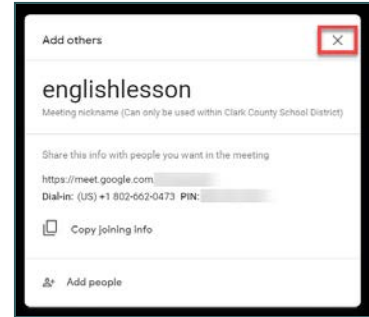 Add others
englishlesson
Meeting nickname (Can only be used within Clark County School District)
Share this info with people you want in the meeting
https://meet.google.com
Dial-in: (US) +1 802-662-0473 PIN:
Copy joining info
Add people